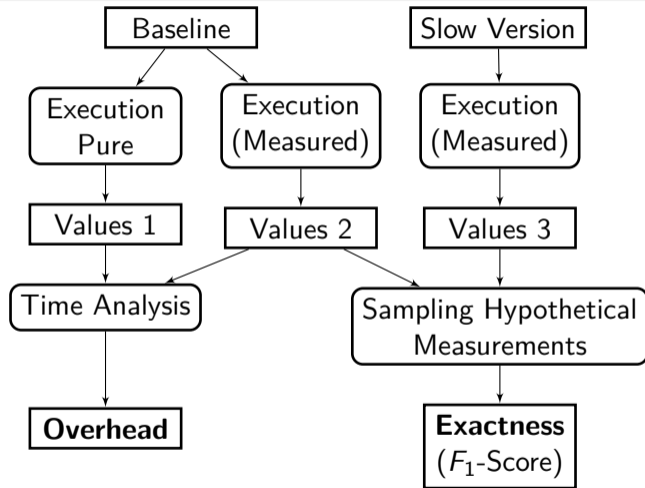 Baseline
Slow Version
Execution
Pure
Execution
(Measured)
Execution
(Measured)
Values 1
Values 2
Values 3
Time Analysis
Sampling Hypothetical
Measurements
Overhead
Exactness
(F₁-Score)